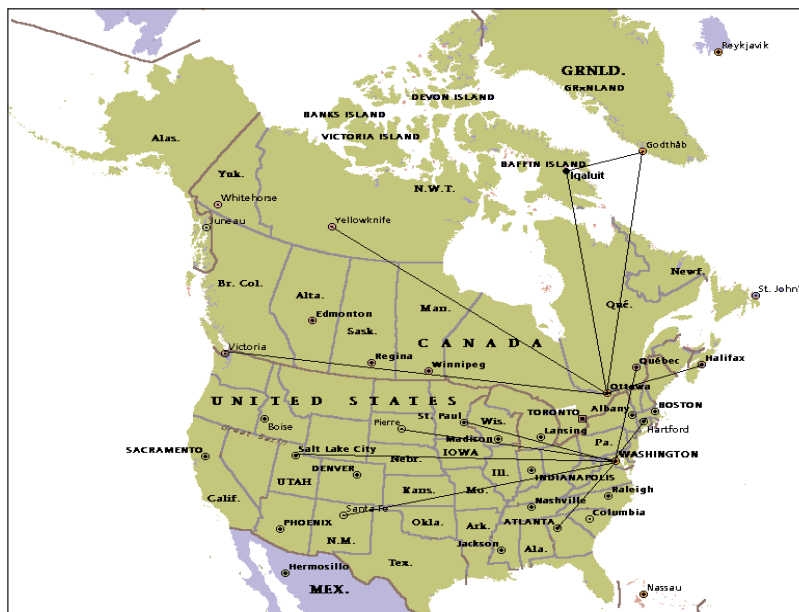 Reykjavik
GRNLD.
GRxNLAND
DEVON ISLAND
BANKS ISLAND
VICTORIA ISLAND
Alas.
Godthåb
BAFFIN ISLAND
Iqaluit
Yuk.
N.W.T.
Whitehorse
Juneau
Yellowknife
Newf.
Br. Col.
St. John'
Alta.
Man.
Qué.
Edmonton
Sask.
CANADA
Victoria
Regina
Winnipeg
Québec
Halifax
Ottawa
UNITED STATES
TORONTO
Albany
BOSTON
St. Paul
Wis.
Boise
Pierre
Lansing
Hartford
Great Basin
Madison
Pa.
SACRAMENTO
Salt Lake City
Nebr.
IOWA
WASHINGTON
DENVER
Ill.
INDIANAPOLIS
UTAH
Kans.
Mo.
Raleigh
Calif.
Nashville
Santa Fe
Columbia
PHOENIX
Okla.
Ark.
ATLANTA
N.M.
Jackson
Ala.
Tex.
Hermosillo
MEX.
Nassau